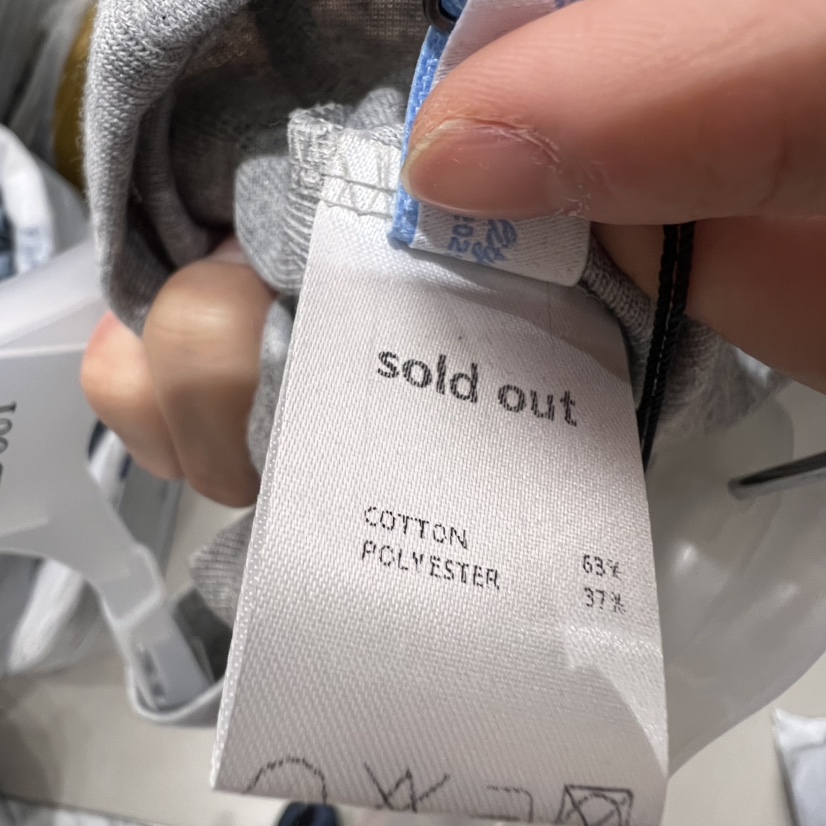 sold out
COTTON 63%
POLYESTER 37%